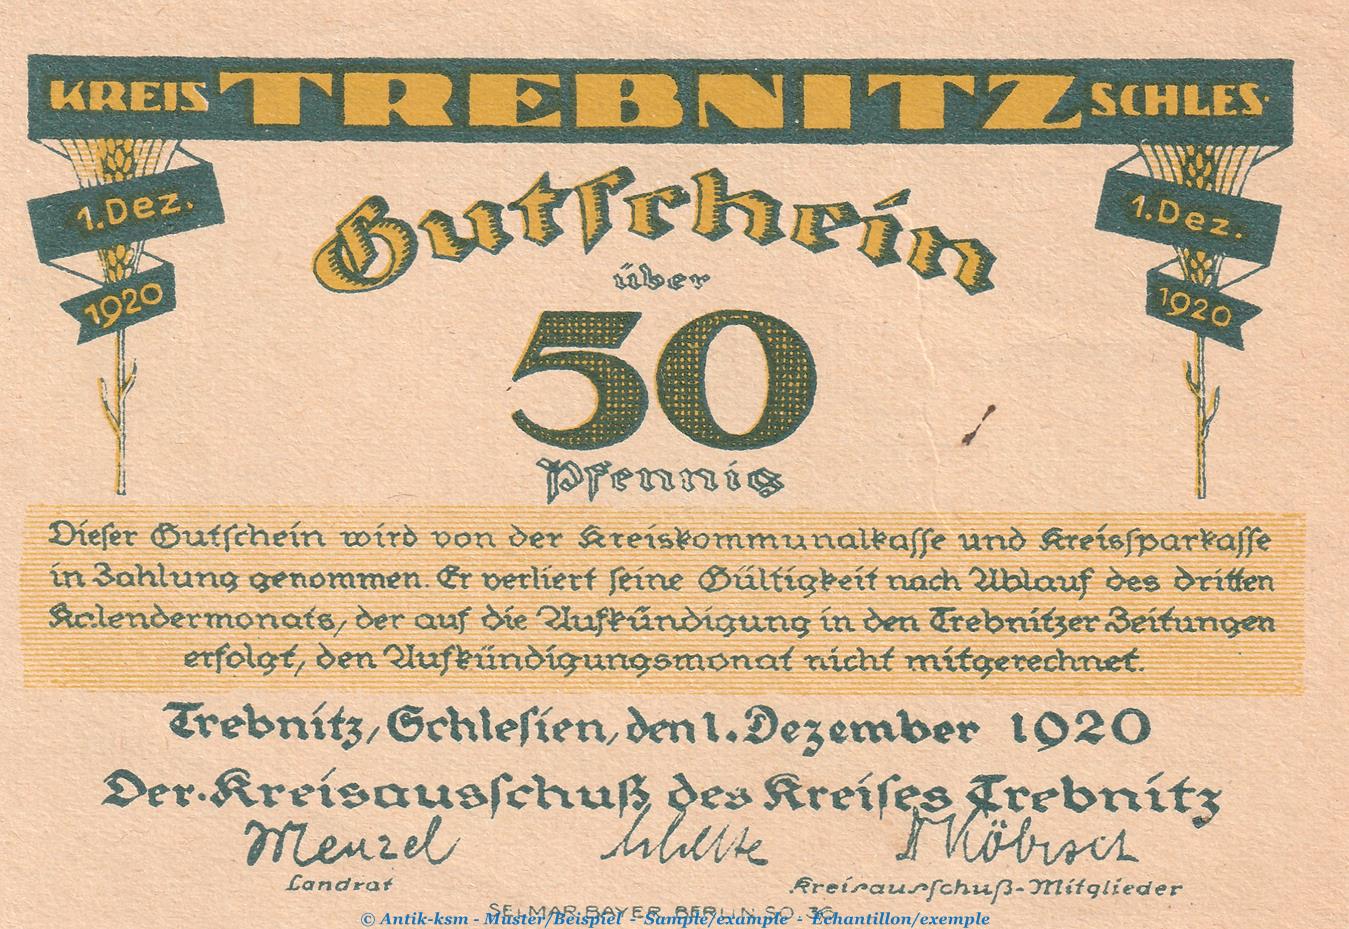 KREIS TREBNITZ SCHLES.
1. Dez. 1. Dez.
1920 1920
Gutschein
über
50
Pfennig
Dieser Gutschein wird von der Kreiskommunalkasse und Kreissparkasse
in Zahlung genommen. Er verliert seine Gültigkeit nach Ablauf des dritten
Kalendermonats, der auf die Aufkündigung in den Trebnitzer Zeitungen
erfolgt, den Aufkündigungsmonat nicht mitgerechnet.
Trebnitz, Schlesien, den 1. Dezember 1920
Der Kreisausschuß des Kreises Trebnitz
Menzel
Landrat Kreisausschuß-Mitglieder
SELMAR BAYER BERLIN SO. 36
© Antik-ksm - Muster/Beispiel - Sample/example - Echantillon/exemple